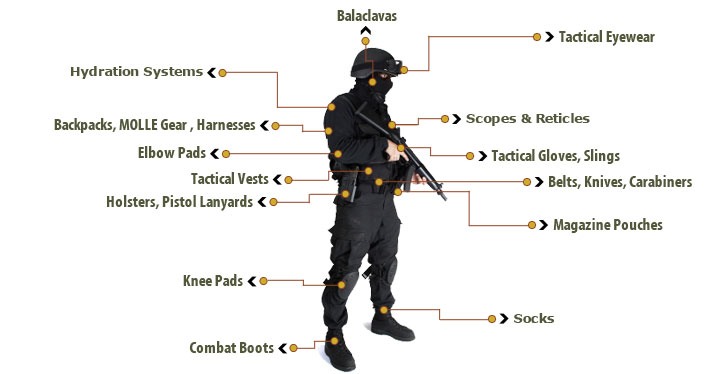 Balaclavas
Tactical Eyewear
Hydration Systems
Scopes & Reticles
Backpacks, MOLLE Gear , Harnesses
Elbow Pads
Tactical Gloves, Slings
Tactical Vests
Belts, Knives, Carabiners
Holsters, Pistol Lanyards
Magazine Pouches
Knee Pads
Socks
Combat Boots